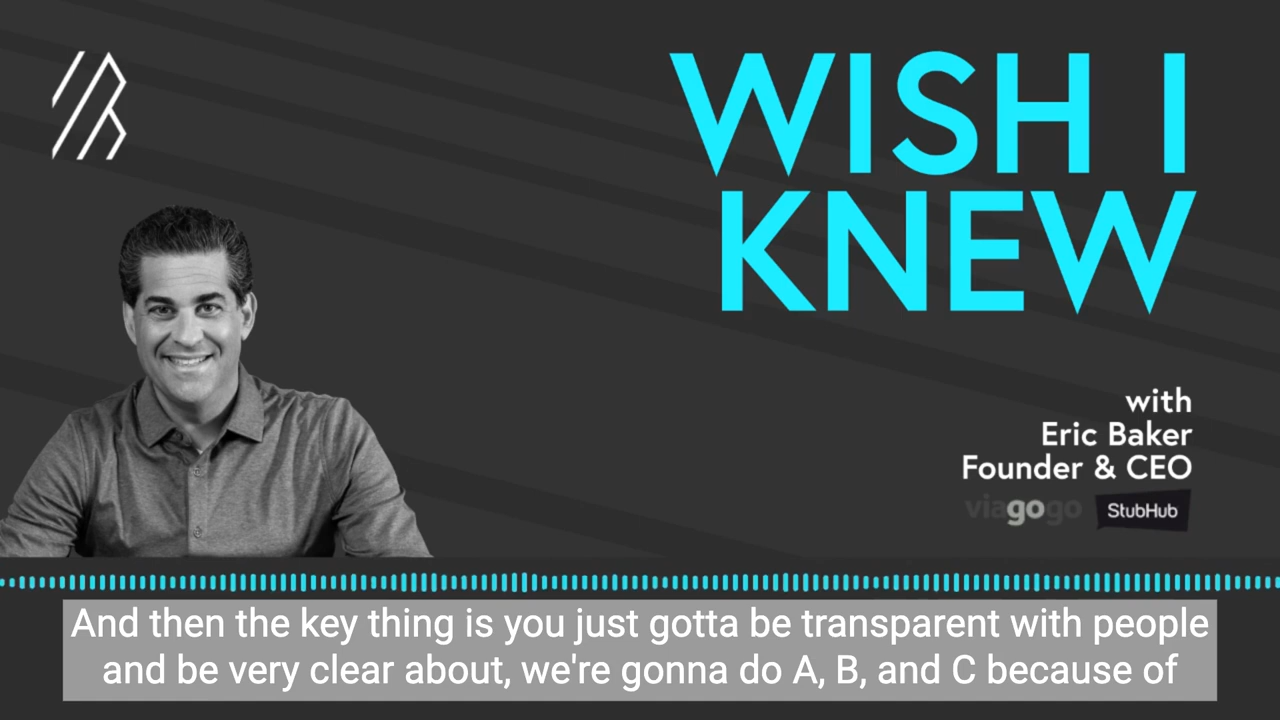 WISH I
KNEW
with
Eric Baker
Founder & CEO
viagogo StubHub
And then the key thing is you just gotta be transparent with people
and be very clear about, we're gonna do A, B, and C because of